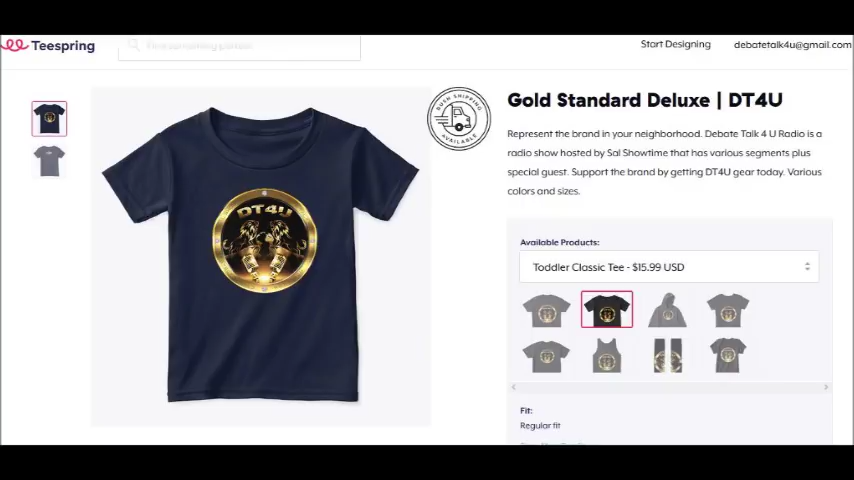 Teespring
Start Designing
debatetalk4u@gmail.com
RUSH SHIPPING
AVAILABLE
DT4U
Gold Standard Deluxe | DT4U
Represent the brand in your neighborhood. Debate Talk 4 U Radio is a
radio show hosted by Sal Showtime that has various segments plus
special guest. Support the brand by getting DT4U gear today. Various
colors and sizes.
Available Products:
Toddler Classic Tee - $15.99 USD
Fit:
Regular fit